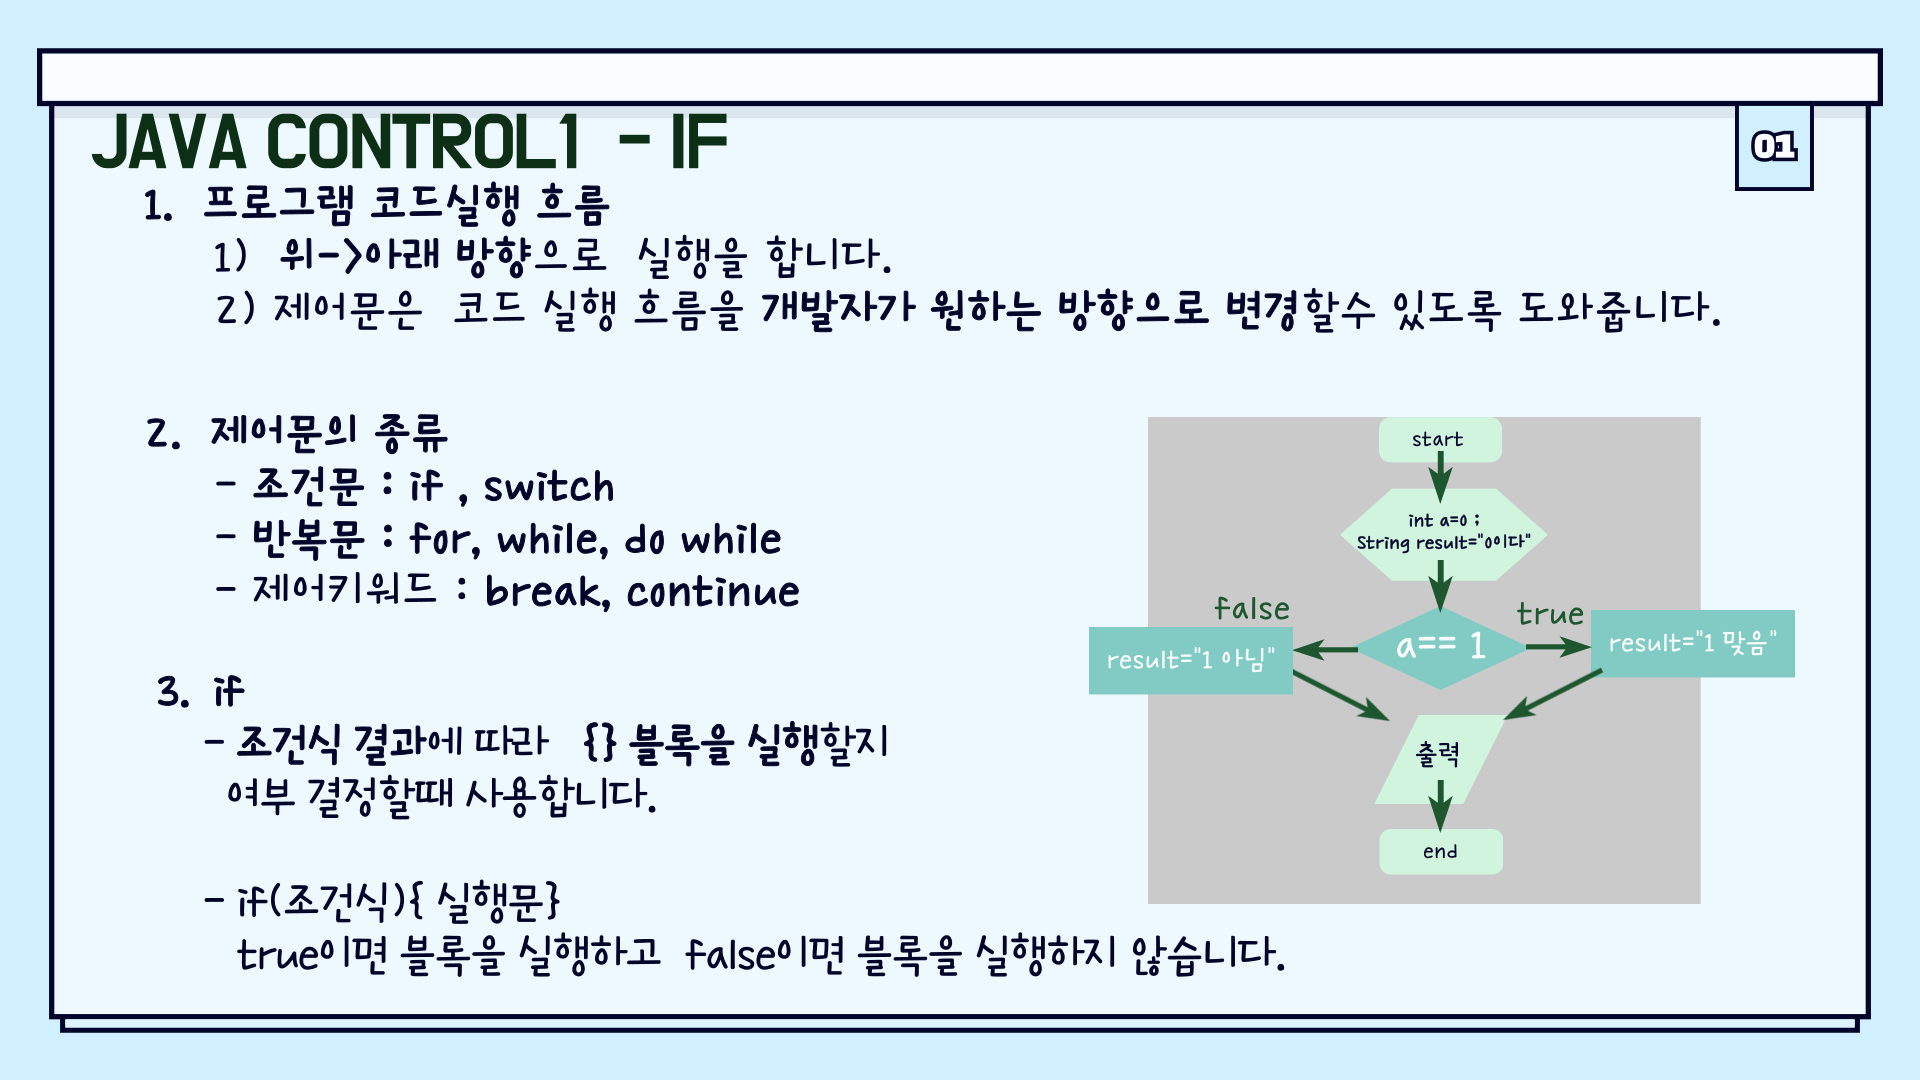 JAVA CONTROL1 - IF
01
1. 프로그램 코드실행 흐름
1) 위->아래 방향으로 실행을 합니다.
2) 제어문은 코드 실행 흐름을 개발자가 원하는 방향으로 변경할수 있도록 도와줍니다.
2. 제어문의 종류
- 조건문 : if , switch
- 반복문 : for, while, do while
- 제어키워드 : break, continue
3. if
- 조건식 결과에 따라 {} 블록을 실행할지
여부 결정할때 사용합니다.
- if(조건식){ 실행문}
true이면 블록을 실행하고 false이면 블록을 실행하지 않습니다.
start
int a=0 ;
String result="0이다"
false
true
a== 1
result="1 아님"
result="1 맞음"
출력
end